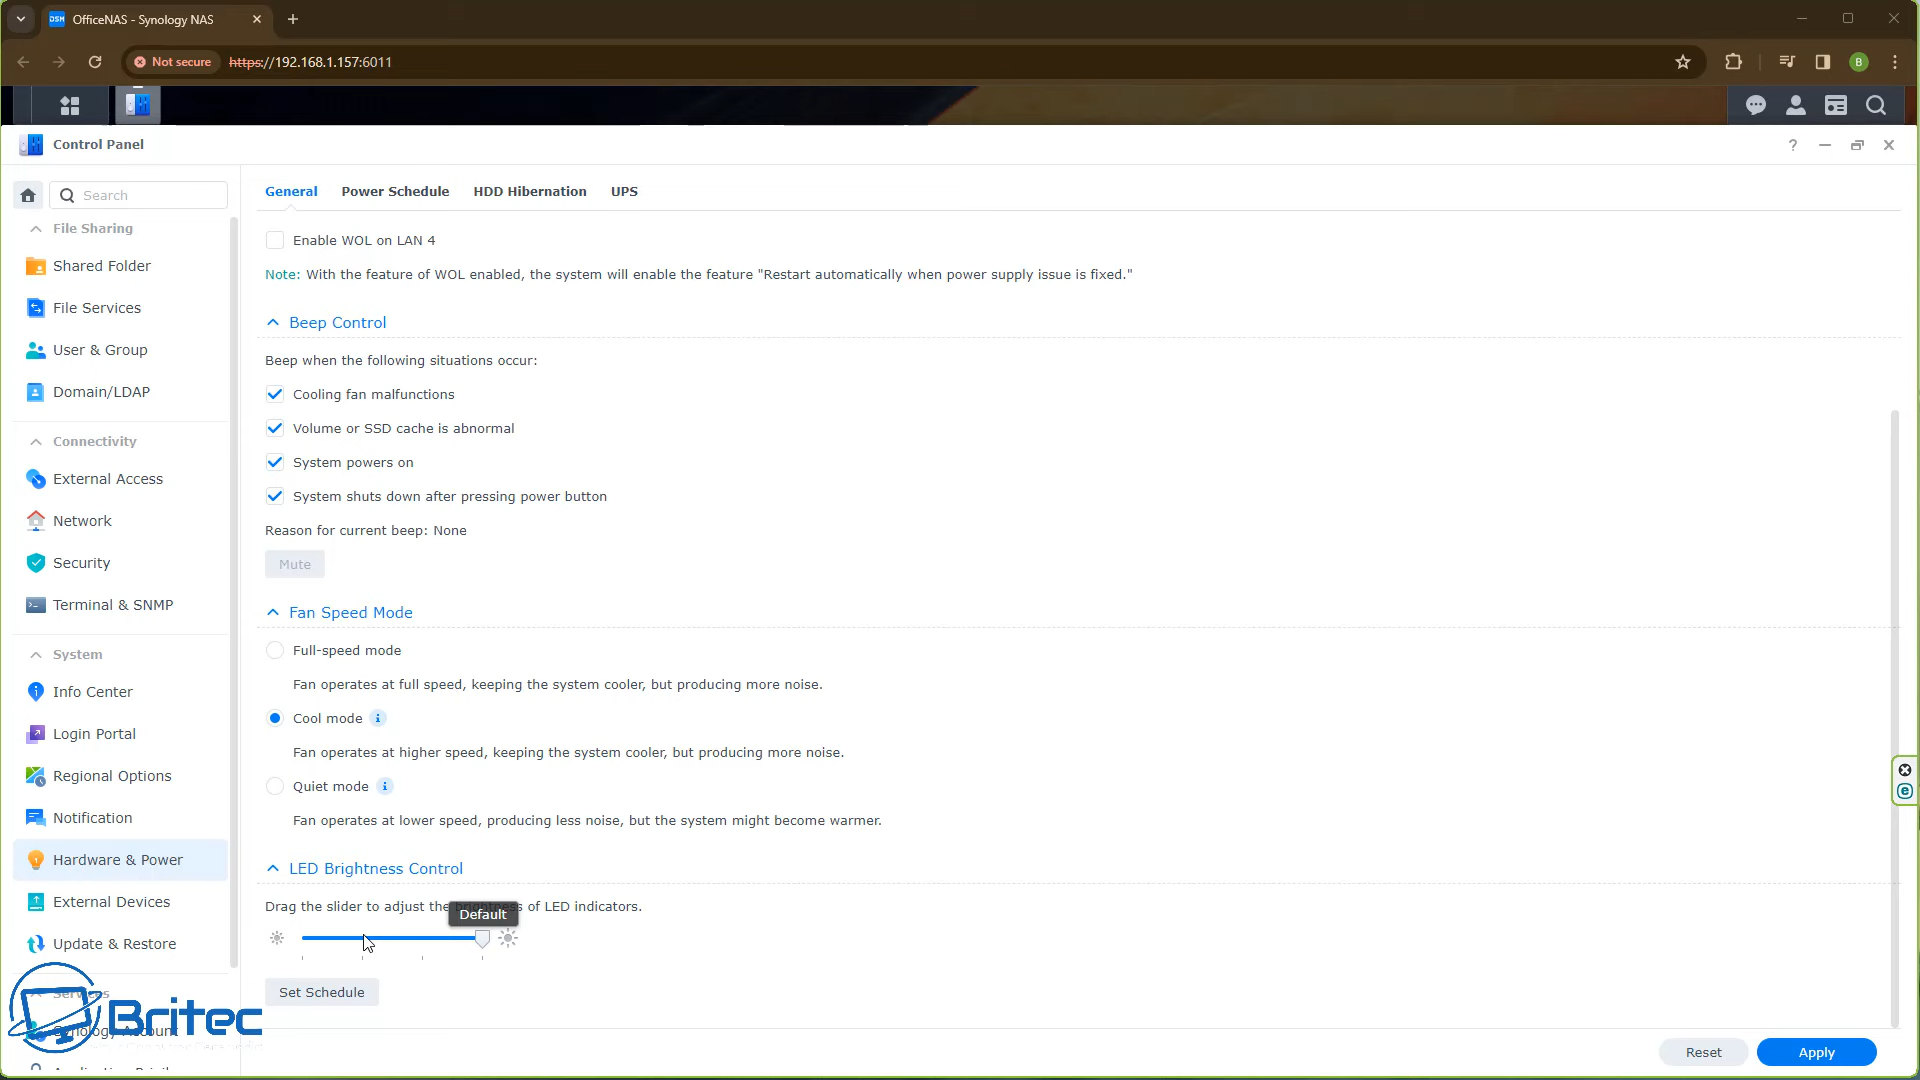 DSM OfficeNAS - Synology NAS
Not secure https://192.168.1.157:6011
B
Control Panel
?
Search
General Power Schedule HDD Hibernation UPS
File Sharing
Shared Folder
File Services
User & Group
Domain/LDAP
Connectivity
External Access
Network
Security
Terminal & SNMP
System
Info Center
Login Portal
Regional Options
Notification
Hardware & Power
External Devices
Update & Restore
Services
Synology Account
Britec
Enable WOL on LAN 4
Note: With the feature of WOL enabled, the system will enable the feature "Restart automatically when power supply issue is fixed."
Beep Control
Beep when the following situations occur:
Cooling fan malfunctions
Volume or SSD cache is abnormal
System powers on
System shuts down after pressing power button
Reason for current beep: None
Mute
Fan Speed Mode
Full-speed mode
Fan operates at full speed, keeping the system cooler, but producing more noise.
Cool mode
Fan operates at higher speed, keeping the system cooler, but producing more noise.
Quiet mode
Fan operates at lower speed, producing less noise, but the system might become warmer.
LED Brightness Control
Drag the slider to adjust the brightness of LED indicators.
Default
Set Schedule
Reset Apply